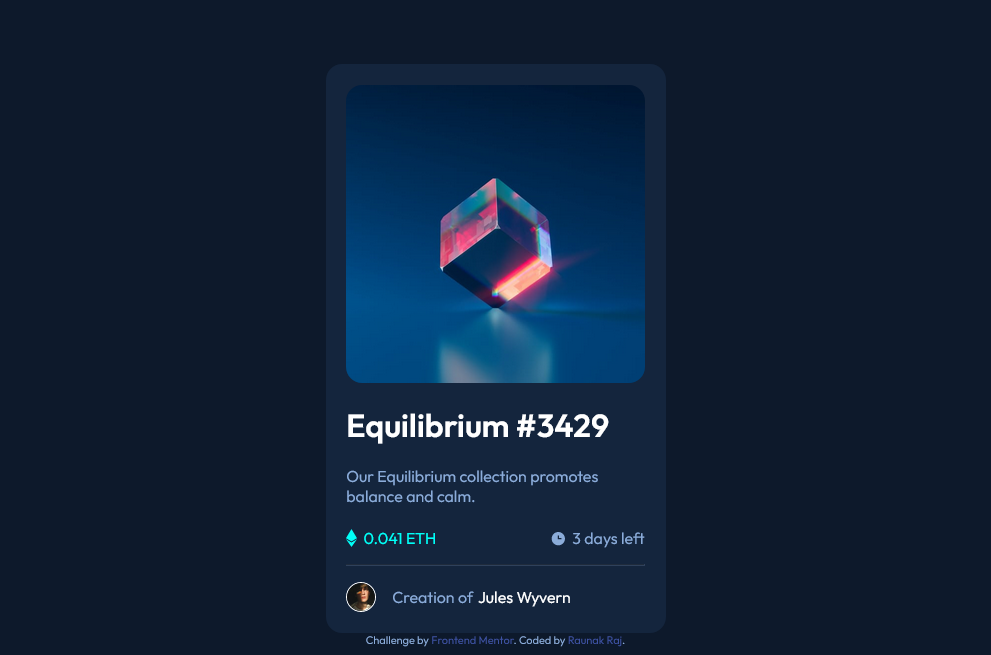 Equilibrium #3429
Our Equilibrium collection promotes
balance and calm.
0.041 ETH
3 days left
Creation of Jules Wyvern
Challenge by Frontend Mentor. Coded by Raunak Raj.